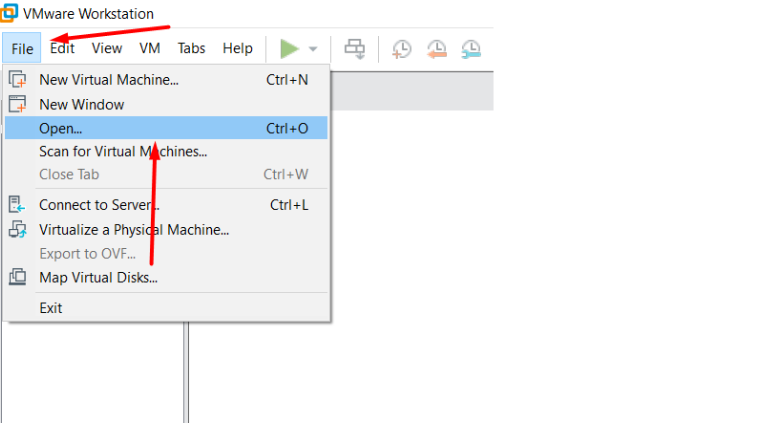 VMware Workstation
File Edit View VM Tabs Help
New Virtual Machine... Ctrl+N
New Window
Open... Ctrl+O
Scan for Virtual Machines...
Close Tab Ctrl+W
Connect to Server... Ctrl+L
Virtualize a Physical Machine...
Export to OVF...
Map Virtual Disks...
Exit